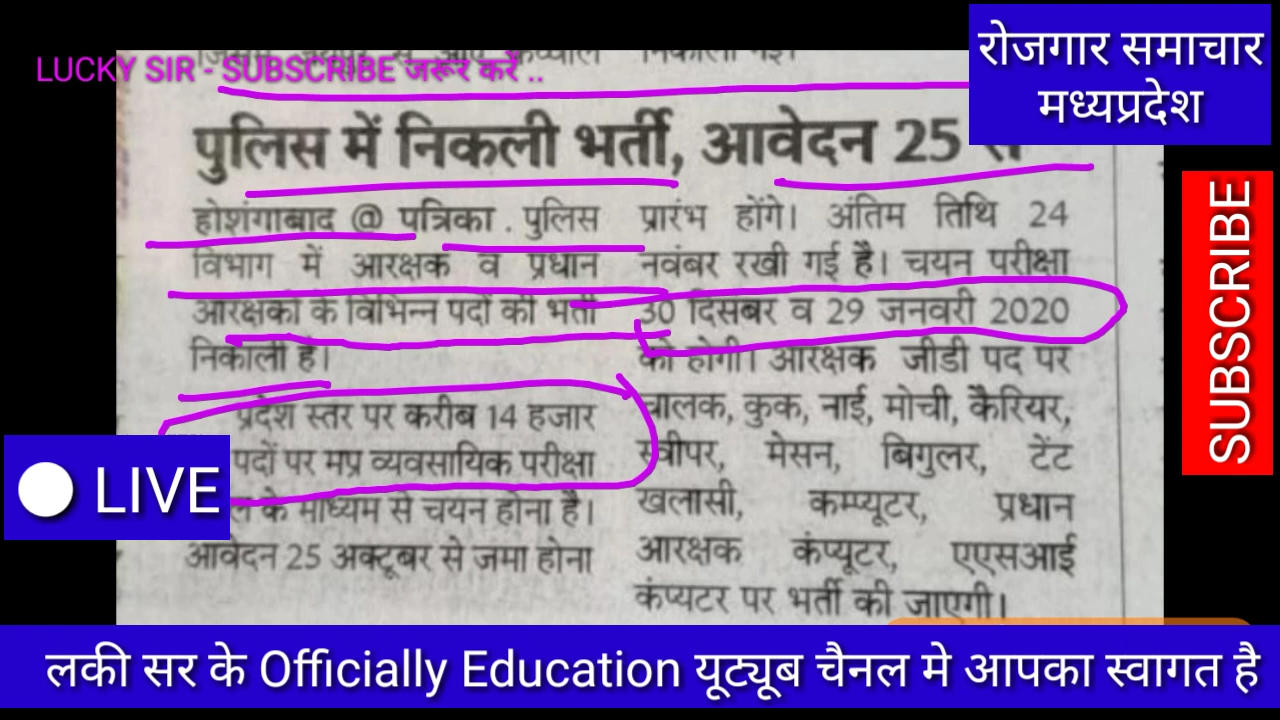 रोजगार समाचार
मध्यप्रदेश
LUCKY SIR - SUBSCRIBE जरूर करें ..
पुलिस में निकली भर्ती, आवेदन 25 से
होशंगाबाद @ पत्रिका . पुलिस
विभाग में आरक्षक व प्रधान
आरक्षकों के विभिन्न पदों की भर्ती
निकाली है।
प्रदेश स्तर पर करीब 14 हजार
पदों पर मप्र व्यवसायिक परीक्षा
के माध्यम से चयन होना है।
आवेदन 25 अक्टूबर से जमा होना
प्रारंभ होंगे। अंतिम तिथि 24
नवंबर रखी गई है। चयन परीक्षा
30 दिसंबर व 29 जनवरी 2020
को होगी। आरक्षक जीडी पद पर
चालक, कुक, नाई, मोची, कैरियर,
स्वीपर, मेसन, बिगुलर, टेंट
खलासी, कम्प्यूटर, प्रधान
आरक्षक कंप्यूटर, एएसआई
कंप्यूटर पर भर्ती की जाएगी।
SUBSCRIBE
LIVE
लकी सर के Officially Education यूट्यूब चैनल मे आपका स्वागत है